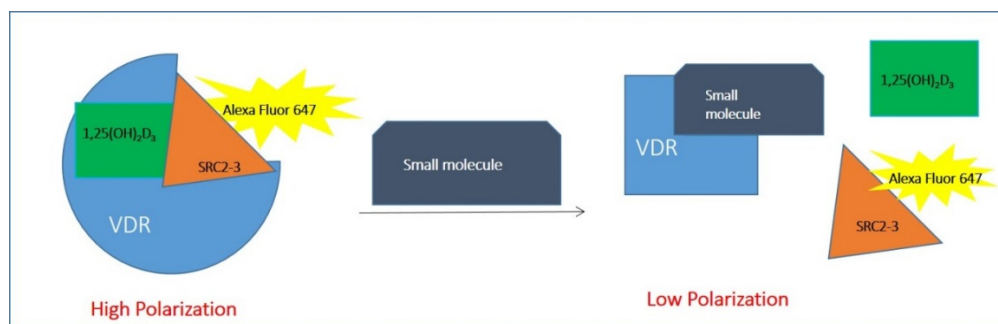 1,25(OH)₂D₃
Alexa Fluor 647
SRC2-3
VDR
High Polarization
Small molecule
Small
molecule
VDR
1,25(OH)₂D₃
Alexa Fluor 647
SRC2-3
Low Polarization